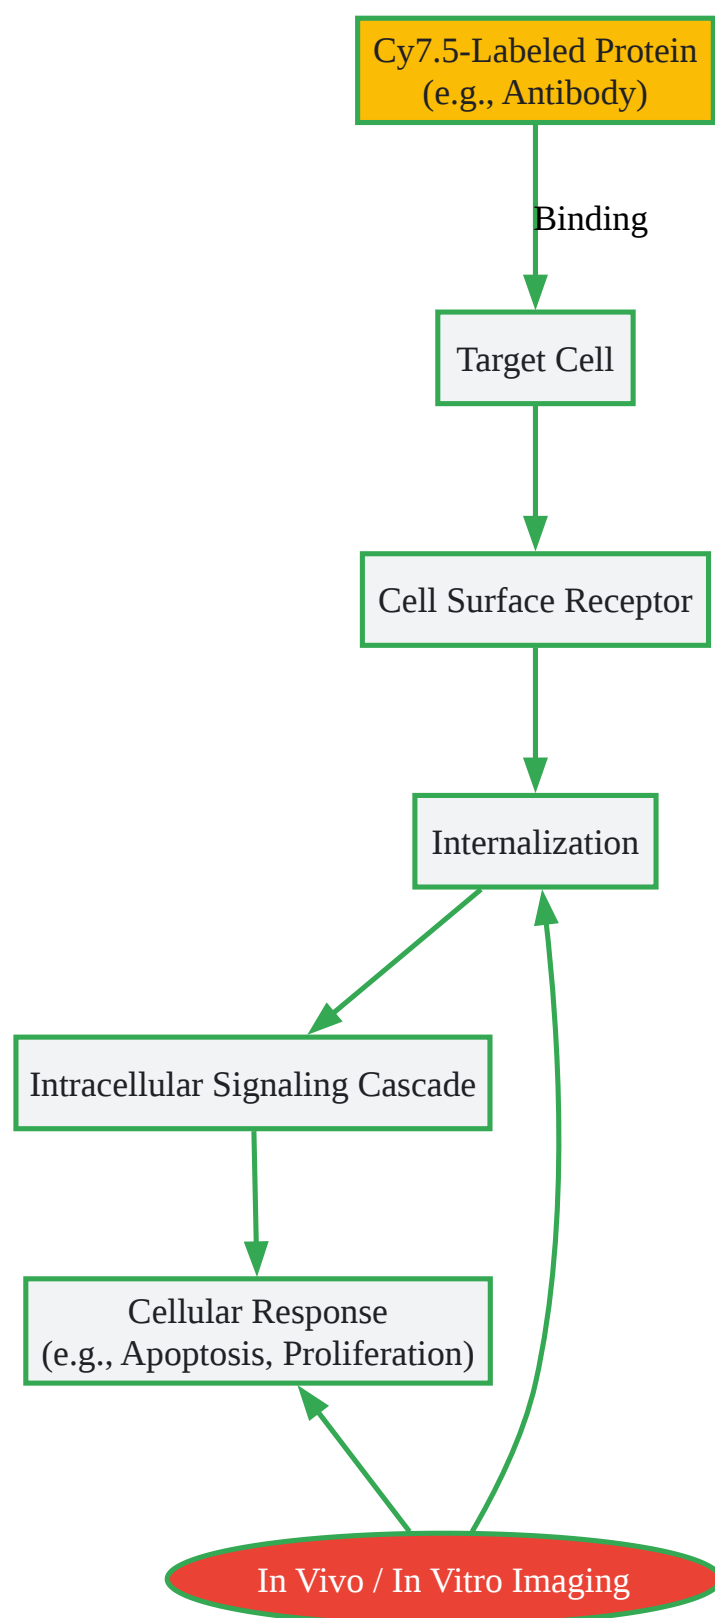 Cy7.5-Labeled Protein
(e.g., Antibody)
Binding
Target Cell
Cell Surface Receptor
Internalization
Intracellular Signaling Cascade
Cellular Response
(e.g., Apoptosis, Proliferation)
In Vivo / In Vitro Imaging